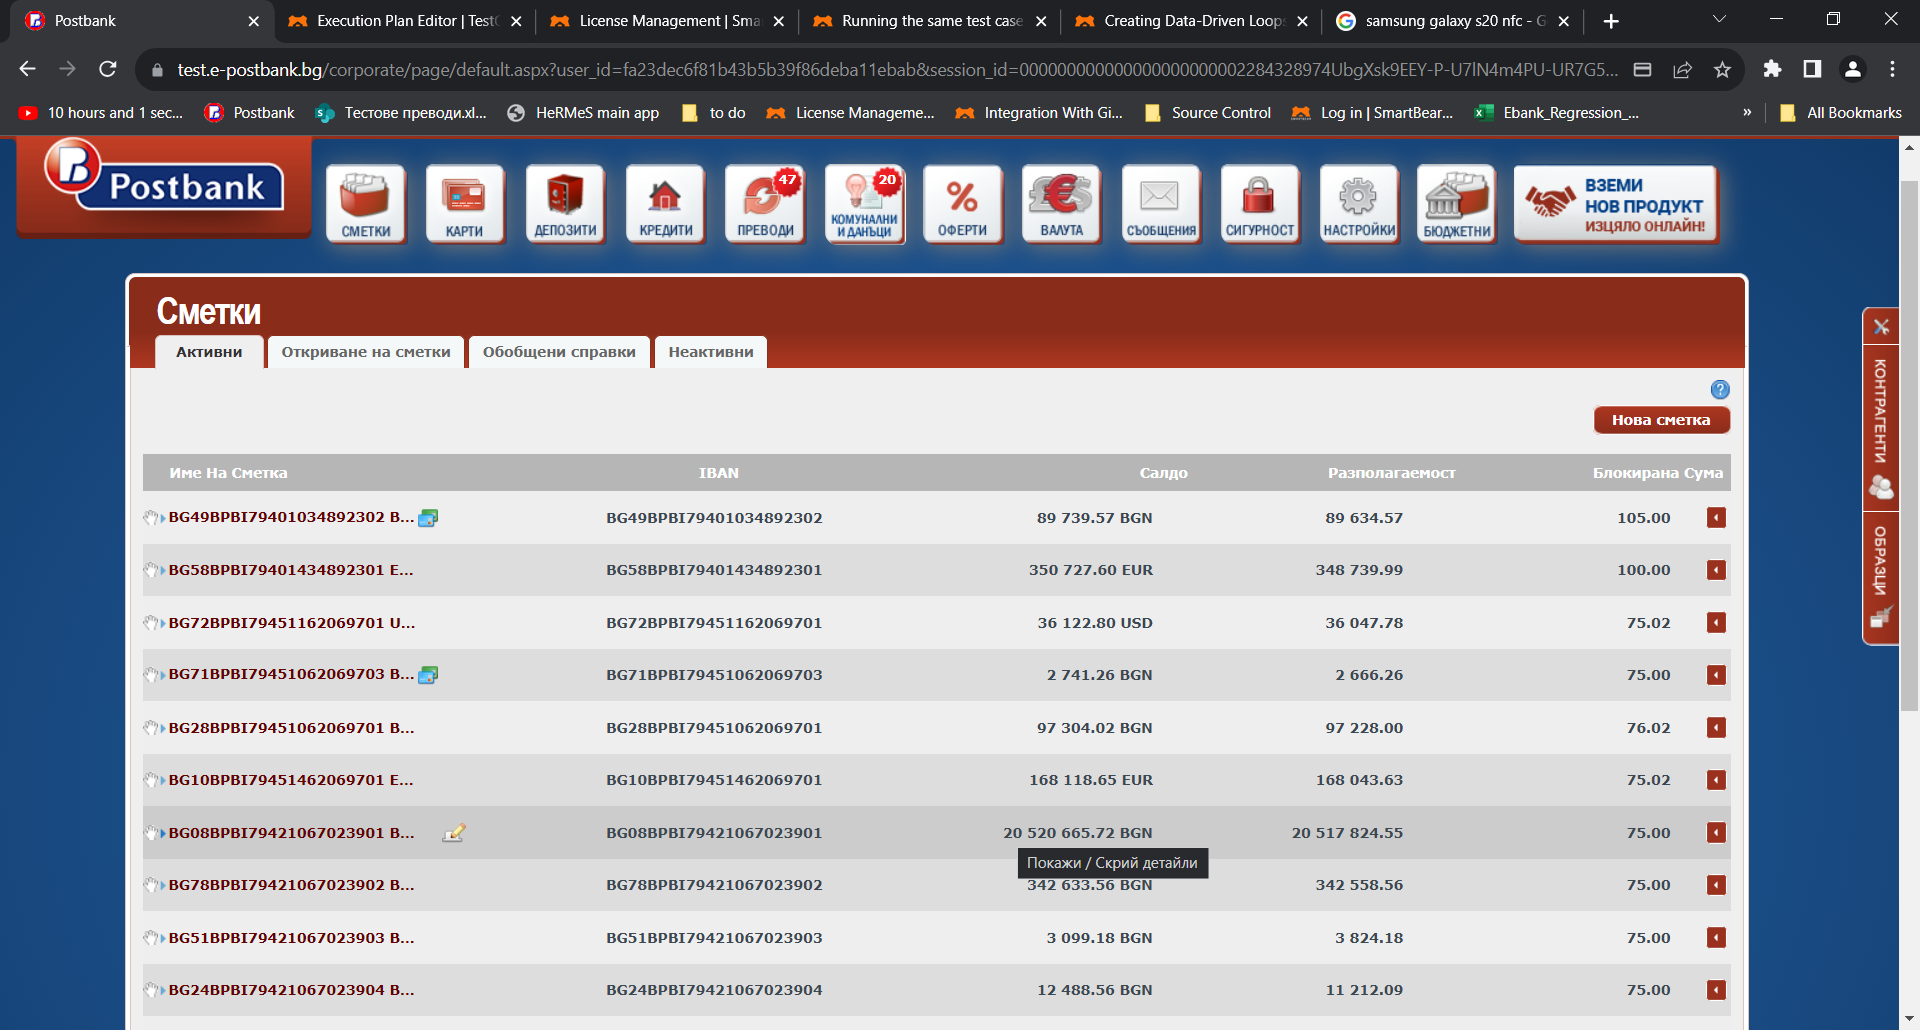 Postbank
Execution Plan Editor | TestC
License Management | Sma
Running the same test case
Creating Data-Driven Loops
samsung galaxy s20 nfc - G
test.e-postbank.bg/corporate/page/default.aspx?user_id=fa23dec6f81b43b5b39f86deba11ebab&session_id=0000000000000000000000002284328974UbgXsk9EEY-P-U7lN4m4PU-UR7G5...
10 hours and 1 sec...
Postbank
Тестове преводи.xl...
HeRMeS main app
to do
License Manageme...
Integration With Gi...
Source Control
Log in | SmartBear...
Ebank_Regression_...
»
All Bookmarks
Postbank
СМЕТКИ
КАРТИ
ДЕПОЗИТИ
КРЕДИТИ
47
ПРЕВОДИ
20
КОМУНАЛНИ
И ДАНЪЦИ
ОФЕРТИ
ВАЛУТА
СЪОБЩЕНИЯ
СИГУРНОСТ
НАСТРОЙКИ
БЮДЖЕТНИ
ВЗЕМИ
НОВ ПРОДУКТ
ИЗЦЯЛО ОНЛАЙН!
Сметки
Активни
Откриване на сметки
Обобщени справки
Неактивни
?
Нова сметка
Име На Сметка IBAN Салдо Разполагаемост Блокирана Сума
BG49BPBI79401034892302 B... BG49BPBI79401034892302 89 739.57 BGN 89 634.57 105.00
BG58BPBI79401434892301 E... BG58BPBI79401434892301 350 727.60 EUR 348 739.99 100.00
BG72BPBI79451162069701 U... BG72BPBI79451162069701 36 122.80 USD 36 047.78 75.02
BG71BPBI79451062069703 B... BG71BPBI79451062069703 2 741.26 BGN 2 666.26 75.00
BG28BPBI79451062069701 B... BG28BPBI79451062069701 97 304.02 BGN 97 228.00 76.02
BG10BPBI79451462069701 E... BG10BPBI79451462069701 168 118.65 EUR 168 043.63 75.02
BG08BPBI79421067023901 B... BG08BPBI79421067023901 20 520 665.72 BGN 20 517 824.55 75.00
Покажи / Скрий детайли
BG78BPBI79421067023902 B... BG78BPBI79421067023902 342 633.56 BGN 342 558.56 75.00
BG51BPBI79421067023903 B... BG51BPBI79421067023903 3 099.18 BGN 3 824.18 75.00
BG24BPBI79421067023904 B... BG24BPBI79421067023904 12 488.56 BGN 11 212.09 75.00
КОНТРАГЕНТИ
ОБРАЗЦИ